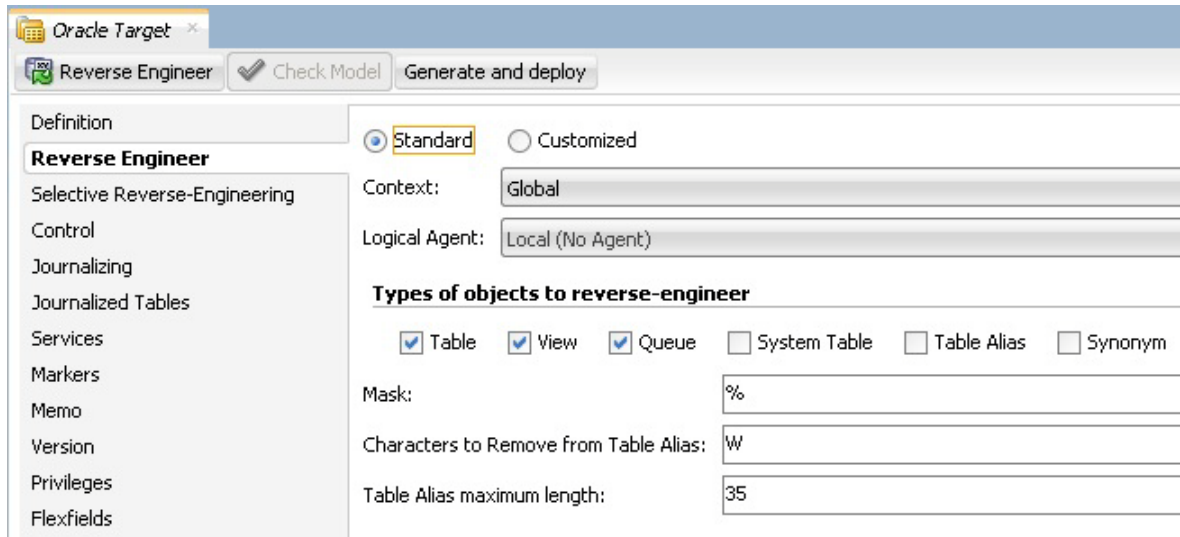 Oracle Target
Reverse Engineer Check Model Generate and deploy
Definition
Reverse Engineer
Selective Reverse-Engineering
Control
Journalizing
Journalized Tables
Services
Markers
Memo
Version
Privileges
Flexfields
Standard Customized
Context: Global
Logical Agent: Local (No Agent)
Types of objects to reverse-engineer
Table View Queue System Table Table Alias Synonym
Mask: %
Characters to Remove from Table Alias: W
Table Alias maximum length: 35